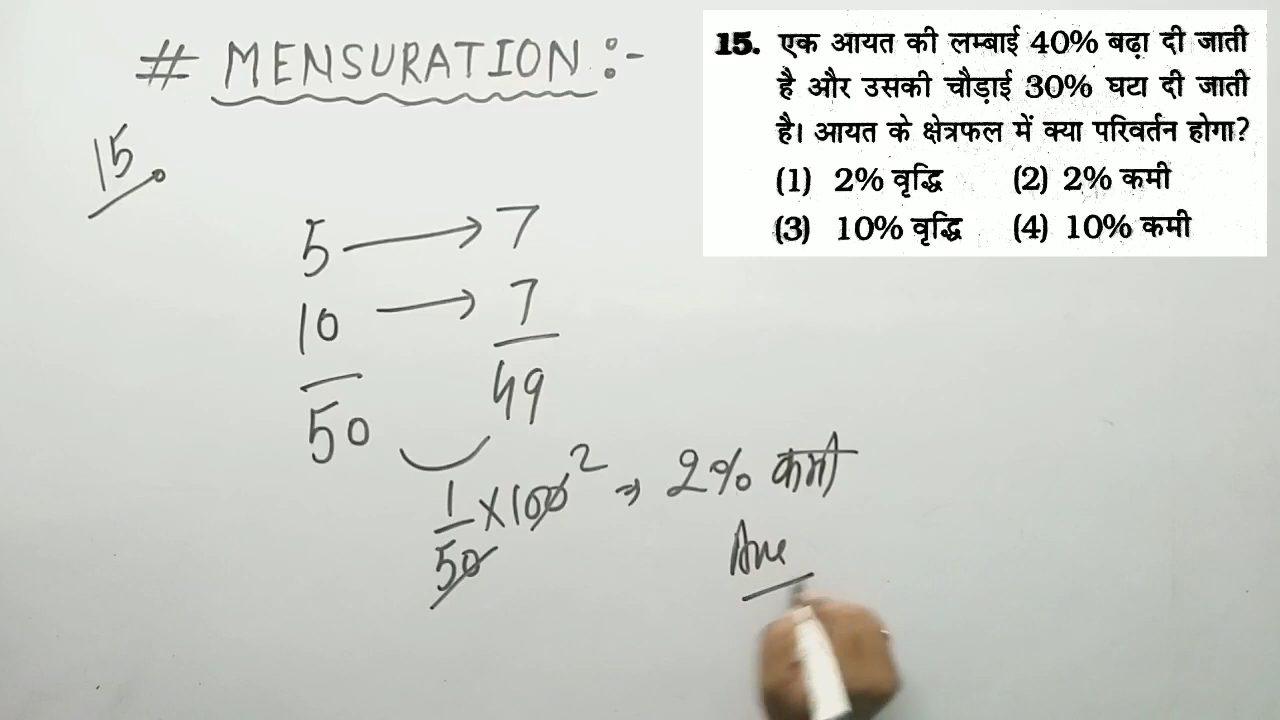 # MENSURATION :-
15. एक आयत की लम्बाई 40% बढ़ा दी जाती
है और उसकी चौड़ाई 30% घटा दी जाती
है। आयत के क्षेत्रफल में क्या परिवर्तन होगा?
(1) 2% वृद्धि (2) 2% कमी
(3) 10% वृद्धि (4) 10% कमी
15.
5 → 7
10 → 7
50 49
1/50 × 100 2 ⇒ 2% कमी
Ans